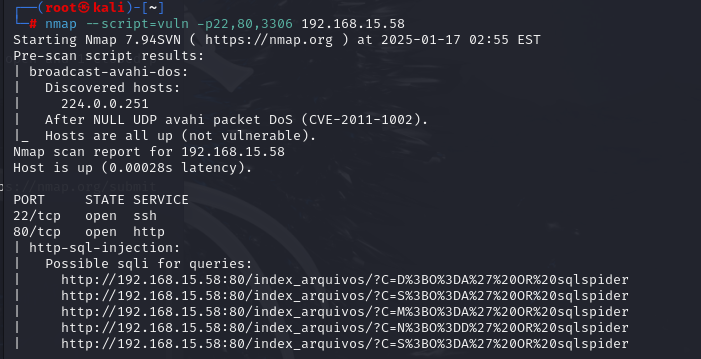 ┌──(root㉿kali)-[~]
└─# nmap --script=vuln -p22,80,3306 192.168.15.58
Starting Nmap 7.94SVN ( https://nmap.org ) at 2025-01-17 02:55 EST
Pre-scan script results:
| broadcast-avahi-dos:
|   Discovered hosts:
|     224.0.0.251
|   After NULL UDP avahi packet DoS (CVE-2011-1002).
|_  Hosts are all up (not vulnerable).
Nmap scan report for 192.168.15.58
Host is up (0.00028s latency).

PORT     STATE SERVICE
22/tcp   open  ssh
80/tcp   open  http
| http-sql-injection:
|   Possible sqli for queries:
|     http://192.168.15.58:80/index_arquivos/?C=D%3BO%3DA%27%20OR%20sqlspider
|     http://192.168.15.58:80/index_arquivos/?C=S%3BO%3DA%27%20OR%20sqlspider
|     http://192.168.15.58:80/index_arquivos/?C=M%3BO%3DA%27%20OR%20sqlspider
|     http://192.168.15.58:80/index_arquivos/?C=N%3BO%3DD%27%20OR%20sqlspider
|     http://192.168.15.58:80/index_arquivos/?C=S%3BO%3DA%27%20OR%20sqlspider